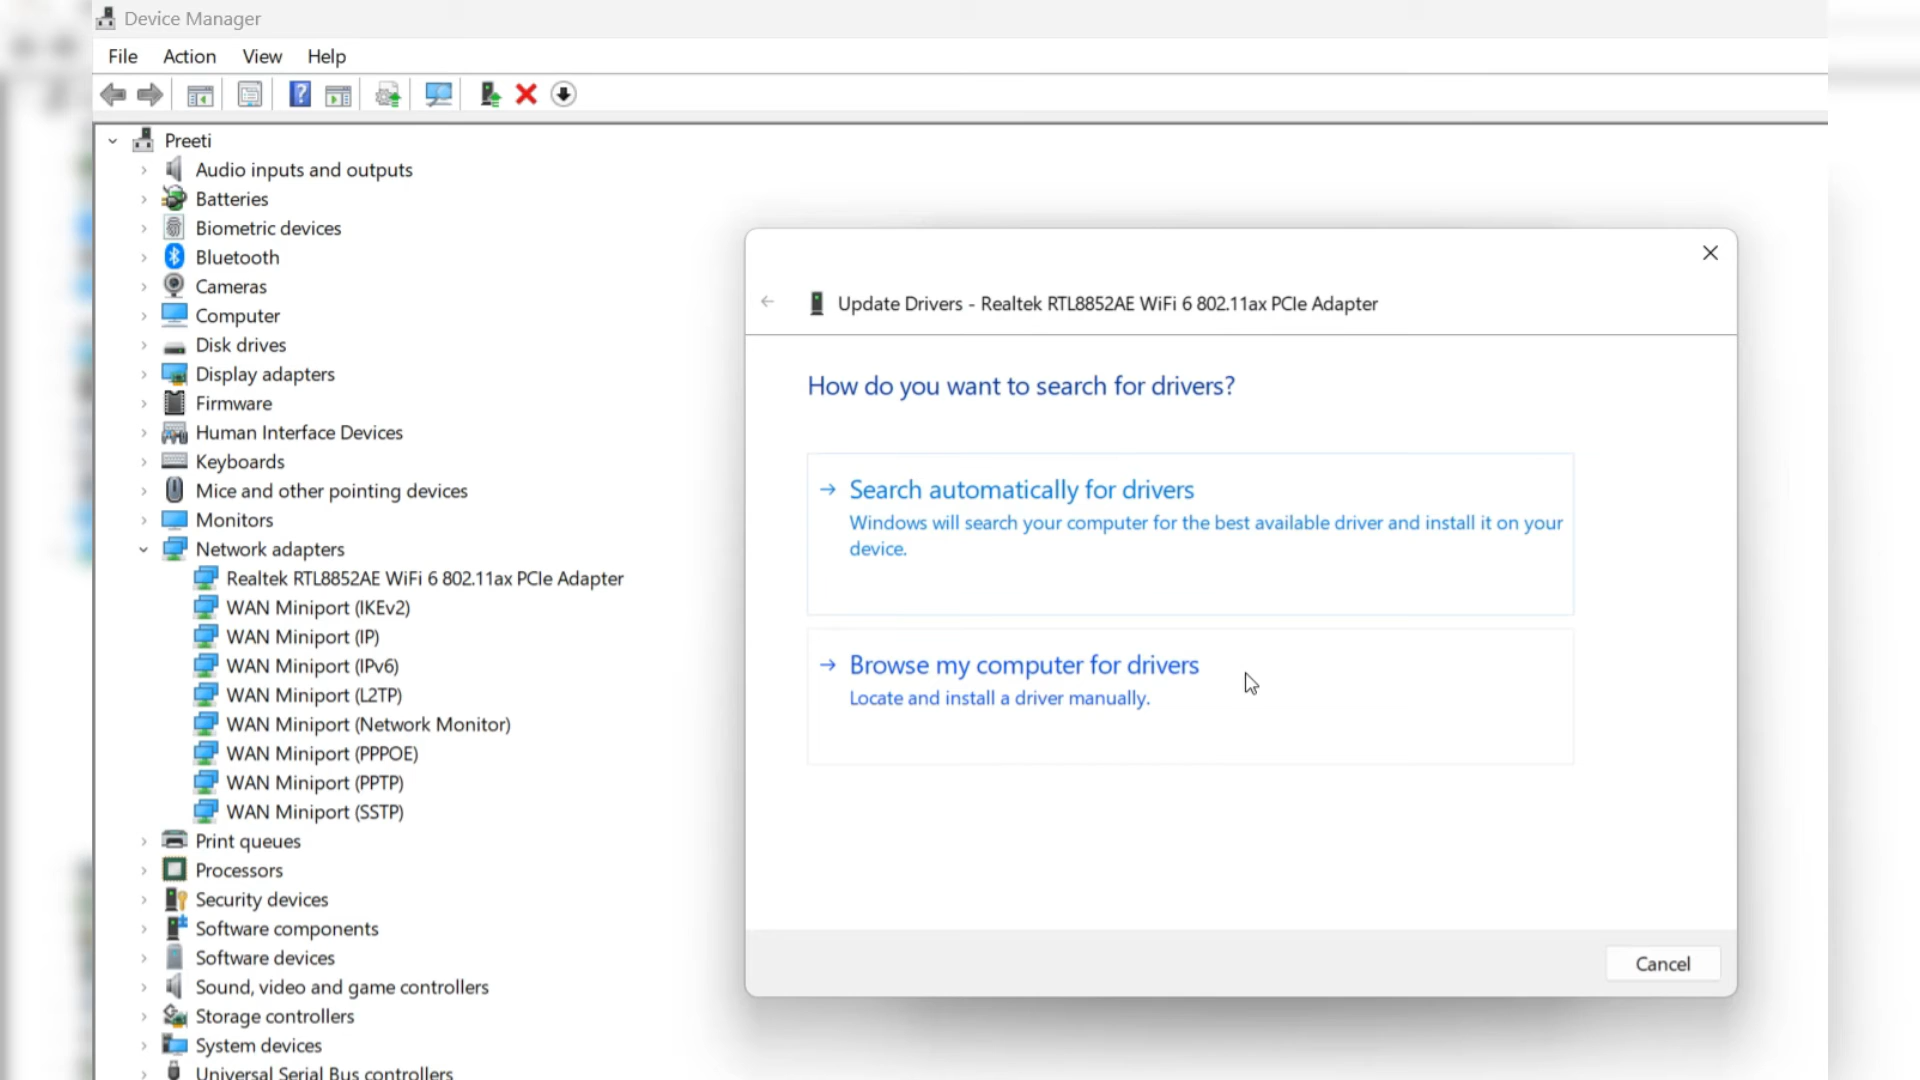 Device Manager
File Action View Help
Preeti
Audio inputs and outputs
Batteries
Biometric devices
Bluetooth
Cameras
Computer
Disk drives
Display adapters
Firmware
Human Interface Devices
Keyboards
Mice and other pointing devices
Monitors
Network adapters
Realtek RTL8852AE WiFi 6 802.11ax PCIe Adapter
WAN Miniport (IKEv2)
WAN Miniport (IP)
WAN Miniport (IPv6)
WAN Miniport (L2TP)
WAN Miniport (Network Monitor)
WAN Miniport (PPPOE)
WAN Miniport (PPTP)
WAN Miniport (SSTP)
Print queues
Processors
Security devices
Software components
Software devices
Sound, video and game controllers
Storage controllers
System devices
Universal Serial Bus controllers
Update Drivers - Realtek RTL8852AE WiFi 6 802.11ax PCIe Adapter
How do you want to search for drivers?
Search automatically for drivers
Windows will search your computer for the best available driver and install it on your
device.
Browse my computer for drivers
Locate and install a driver manually.
Cancel